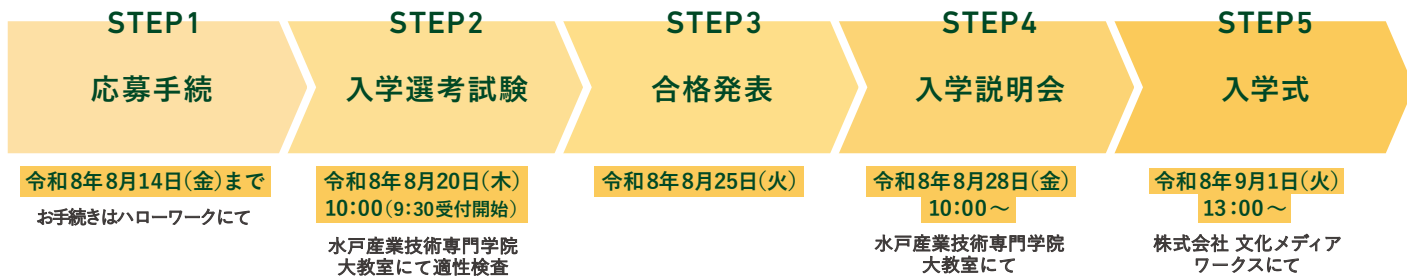 STEP1
応募手続
令和8年8月14日(金)まで
お手続きはハローワークにて
STEP2
入学選考試験
令和8年8月20日(木)
10:00(9:30受付開始)
水戸産業技術専門学院
大教室にて適性検査
STEP3
合格発表
令和8年8月25日(火)
STEP4
入学説明会
令和8年8月28日(金)
10:00~
水戸産業技術専門学院
大教室にて
STEP5
入学式
令和8年9月1日(火)
13:00~
株式会社 文化メディア
ワークスにて